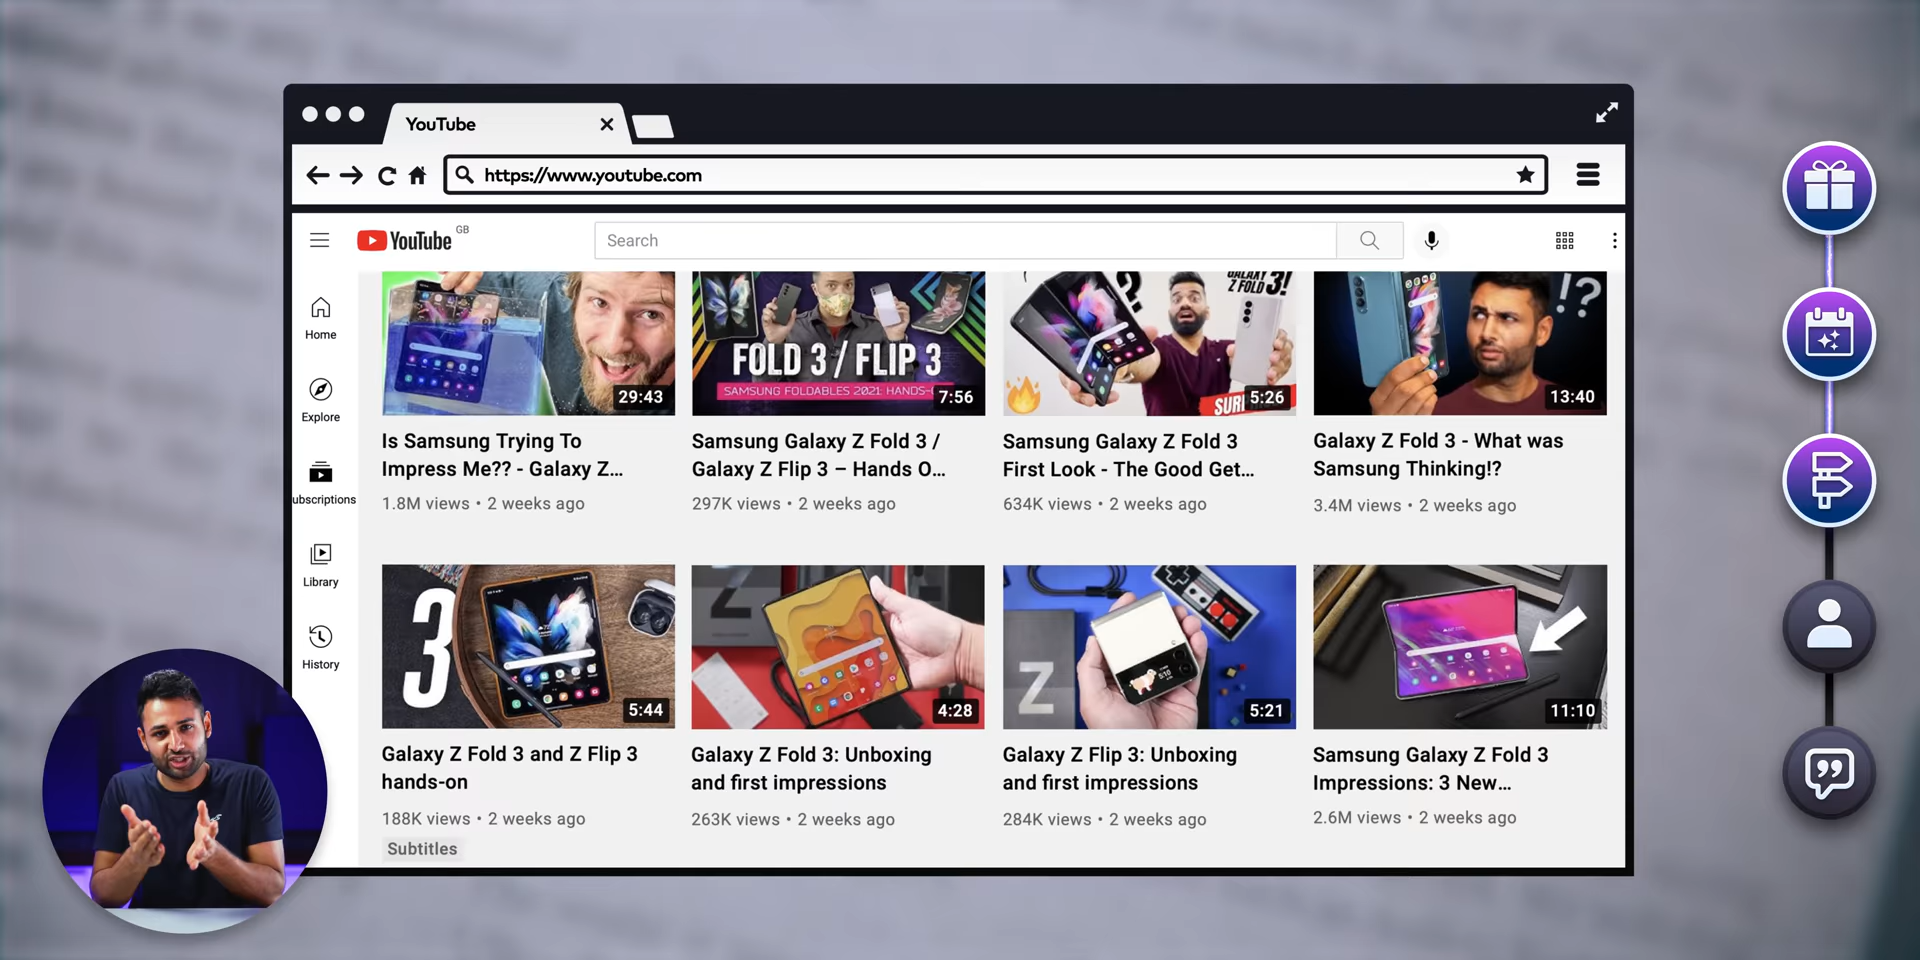 YouTube
https://www.youtube.com
YouTube GB
Search
Home
Explore
ubscriptions
Library
History
29:43
FOLD 3 / FLIP 3
SAMSUNG FOLDABLES 2021: HANDS-O
7:56
GALAXY
Z FOLD 3!
SUR
5:26
!?
13:40
Is Samsung Trying To
Impress Me?? - Galaxy Z...
1.8M views • 2 weeks ago
Samsung Galaxy Z Fold 3 /
Galaxy Z Flip 3 – Hands O...
297K views • 2 weeks ago
Samsung Galaxy Z Fold 3
First Look - The Good Get...
634K views • 2 weeks ago
Galaxy Z Fold 3 - What was
Samsung Thinking!?
3.4M views • 2 weeks ago
3
5:44
Z
4:28
Z
5:10
5:21
11:10
Galaxy Z Fold 3 and Z Flip 3
hands-on
188K views • 2 weeks ago
Subtitles
Galaxy Z Fold 3: Unboxing
and first impressions
263K views • 2 weeks ago
Galaxy Z Flip 3: Unboxing
and first impressions
284K views • 2 weeks ago
Samsung Galaxy Z Fold 3
Impressions: 3 New...
2.6M views • 2 weeks ago